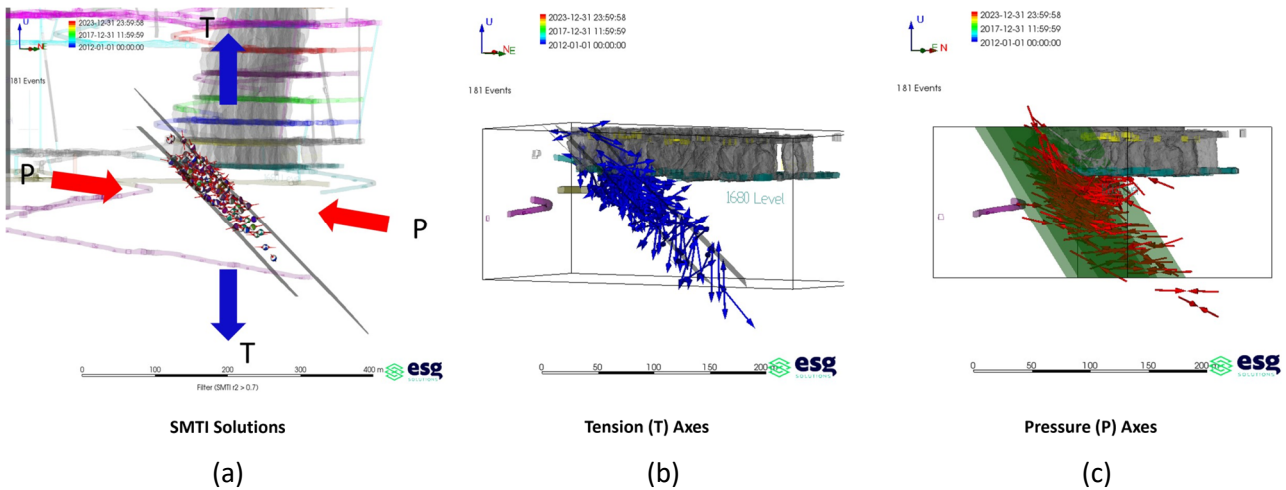 (a)
U
NE
2023-12-31 23:59:58
2017-12-31 11:59:59
2012-01-01 00:00:00
181 Events
T
P
P
T
0 100 200 300 400 m
Filter (SMTI r2 > 0.7)
esg
SOLUTIONS
SMTI Solutions
(a)
U
NE
2023-12-31 23:59:58
2017-12-31 11:59:59
2012-01-01 00:00:00
181 Events
1680 Level
0 50 100 150 200 m
esg
SOLUTIONS
Tension (T) Axes
(b)
U
E N
2023-12-31 23:59:58
2017-12-31 11:59:59
2012-01-01 00:00:00
181 Events
0 50 100 150 200 m
esg
SOLUTIONS
Pressure (P) Axes
(c)